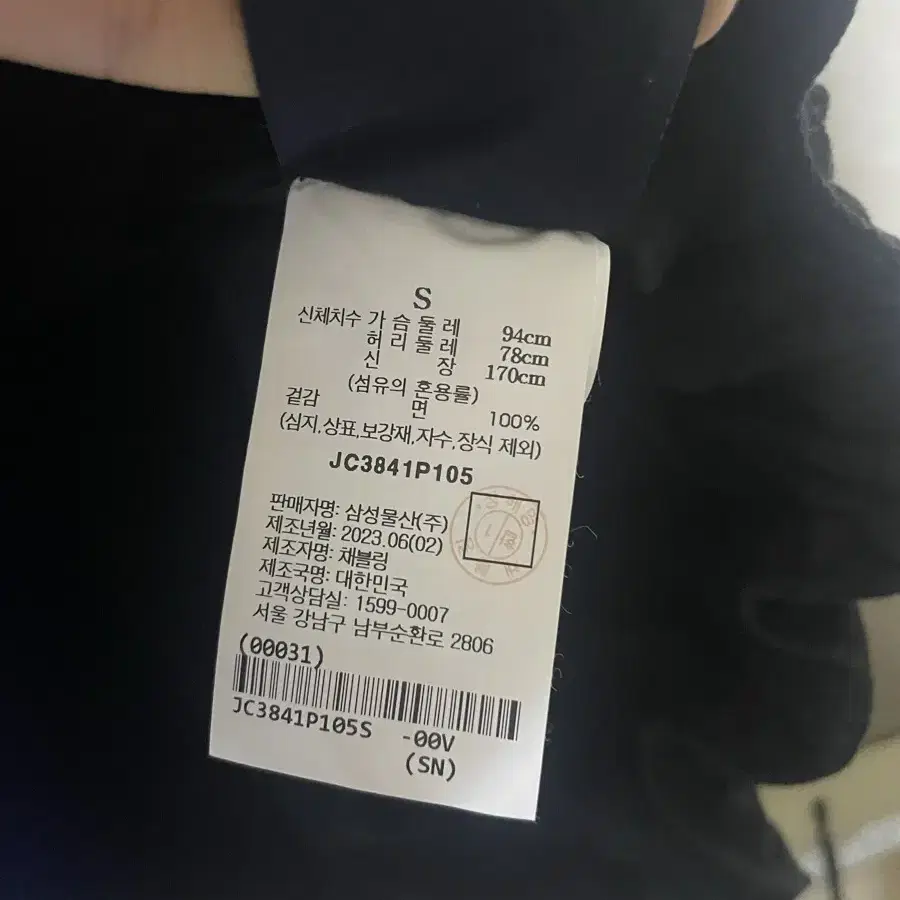 S
신체치수 가 슴 둘 레 94cm
허 리 둘 레 78cm
신 장 170cm
(섬유의 혼용률)
겉감 면 100%
(심지,상표,보강재,자수,장식 제외)
JC3841P105
판매자명: 삼성물산(주)
제조년월: 2023.06(02)
제조자명: 채블링
제조국명: 대한민국
고객상담실: 1599-0007
서울 강남구 남부순환로 2806
(00031)
JC3841P105S -00V
(SN)